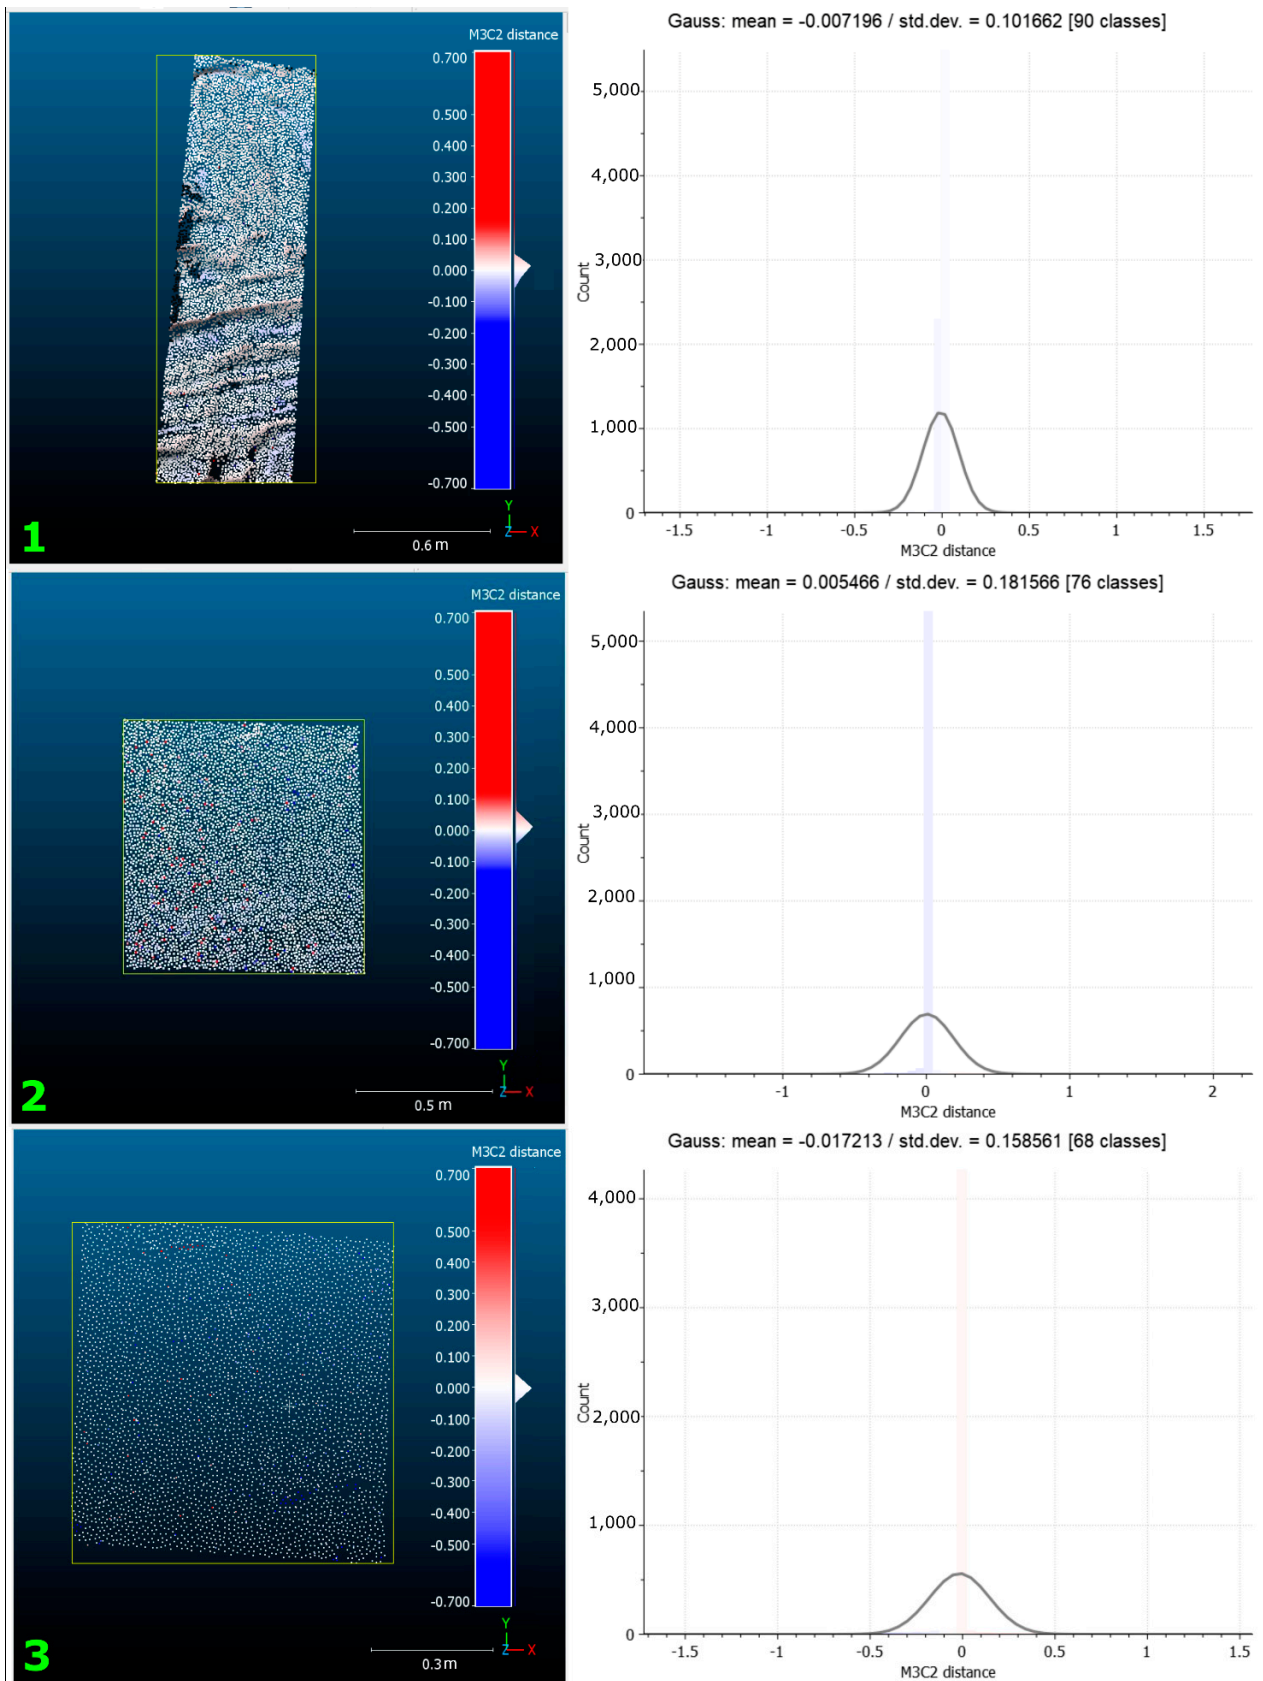 M3C2 distance
0.700
0.500
0.400
0.300
0.200
0.100
0.000
-0.100
-0.200
-0.300
-0.400
-0.500
-0.700
Y
Z X
0.6 m
1
Gauss: mean = -0.007196 / std.dev. = 0.101662 [90 classes]
5,000
4,000
3,000
2,000
1,000
0
Count
-1.5 -1 -0.5 0 0.5 1 1.5
M3C2 distance
M3C2 distance
0.700
0.500
0.400
0.300
0.200
0.100
0.000
-0.100
-0.200
-0.300
-0.400
-0.500
-0.700
Y
Z X
0.5 m
2
Gauss: mean = 0.005466 / std.dev. = 0.181566 [76 classes]
5,000
4,000
3,000
2,000
1,000
0
Count
-1 0 1 2
M3C2 distance
M3C2 distance
0.700
0.500
0.400
0.300
0.200
0.100
0.000
-0.100
-0.200
-0.300
-0.400
-0.500
-0.700
Y
Z X
0.3 m
3
Gauss: mean = -0.017213 / std.dev. = 0.158561 [68 classes]
4,000
3,000
2,000
1,000
0
Count
-1.5 -1 -0.5 0 0.5 1 1.5
M3C2 distance